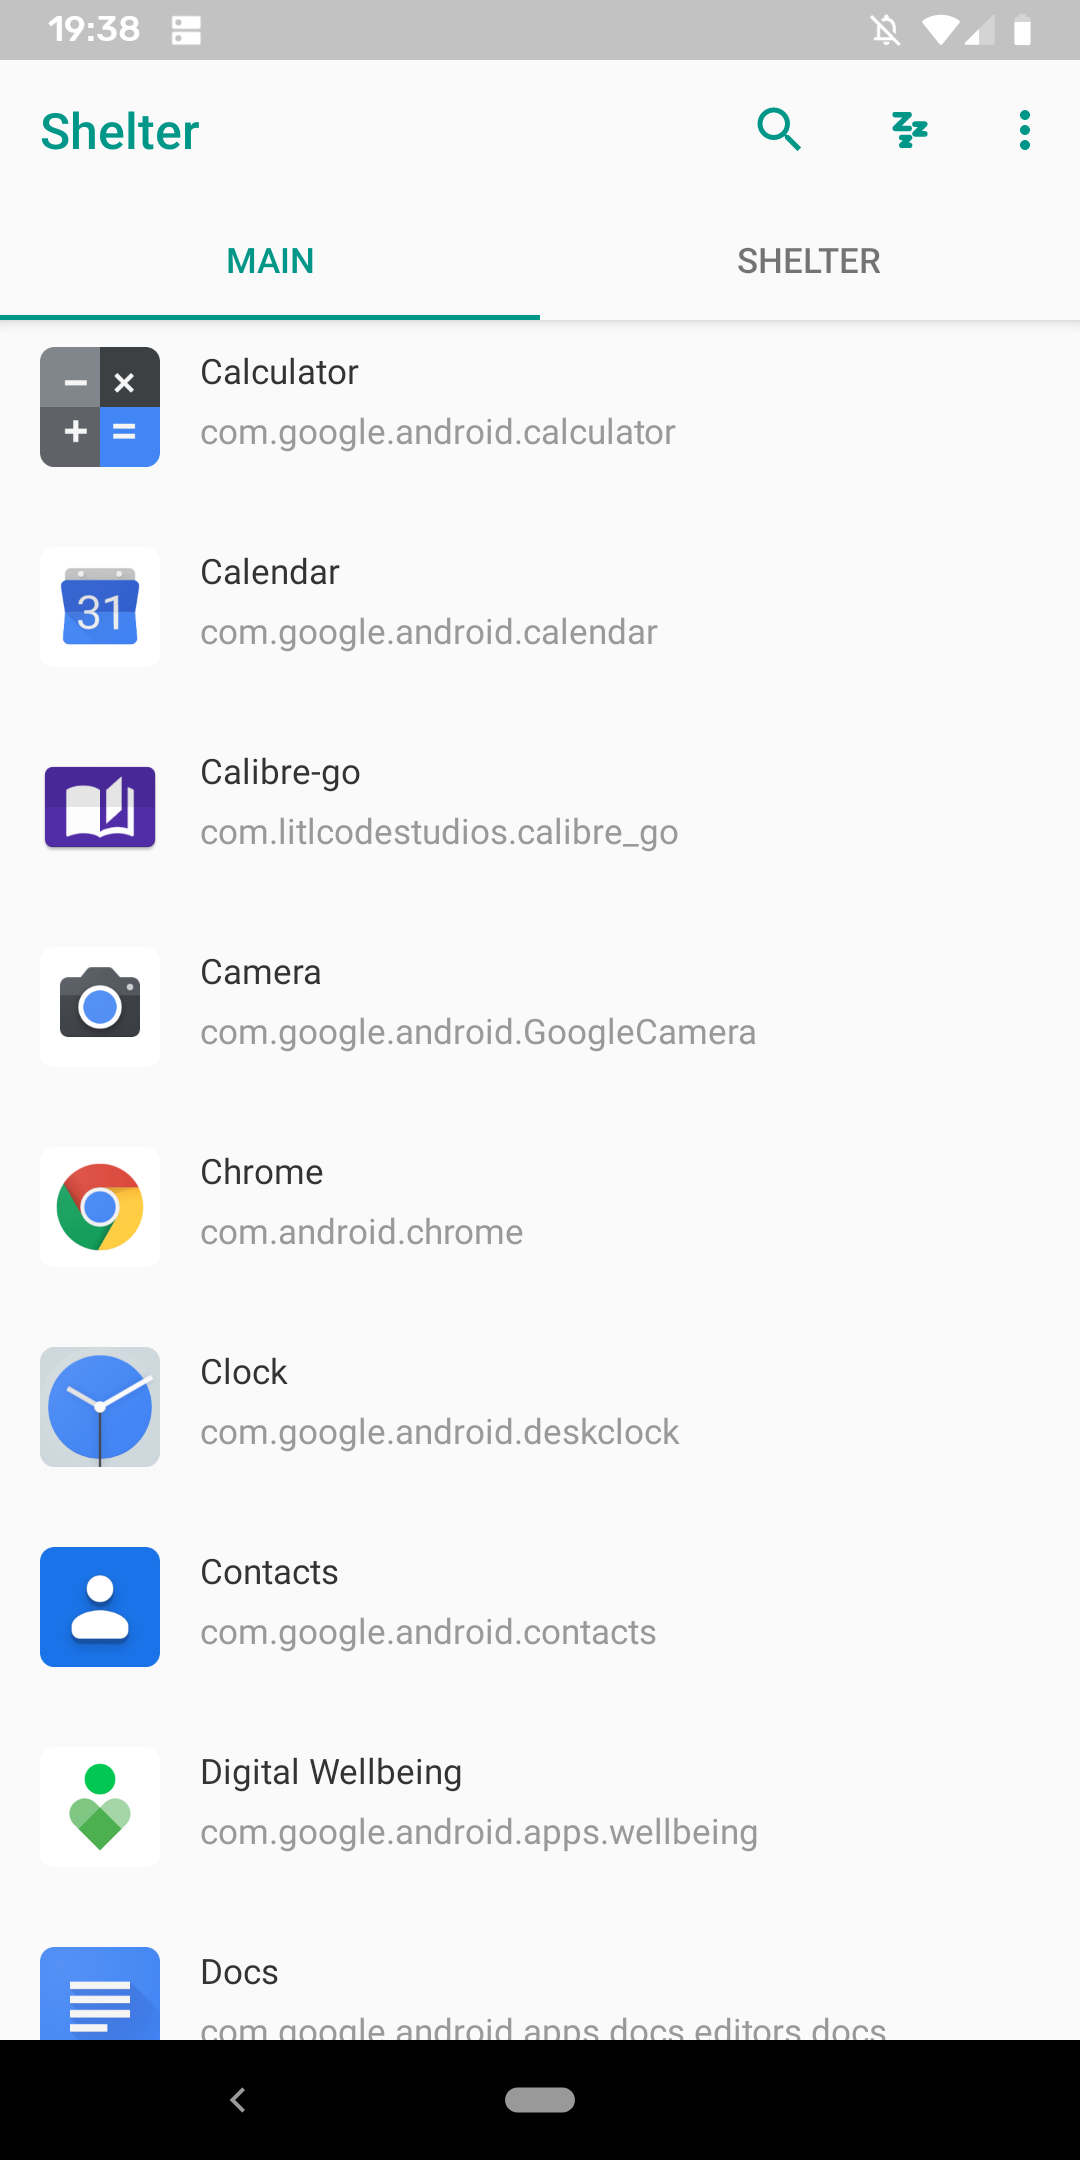 19:38
Shelter
MAIN SHELTER
Calculator
com.google.android.calculator
31
Calendar
com.google.android.calendar
Calibre-go
com.litlcodestudios.calibre_go
Camera
com.google.android.GoogleCamera
Chrome
com.android.chrome
Clock
com.google.android.deskclock
Contacts
com.google.android.contacts
Digital Wellbeing
com.google.android.apps.wellbeing
Docs
com.google.android.apps.docs.editors.docs